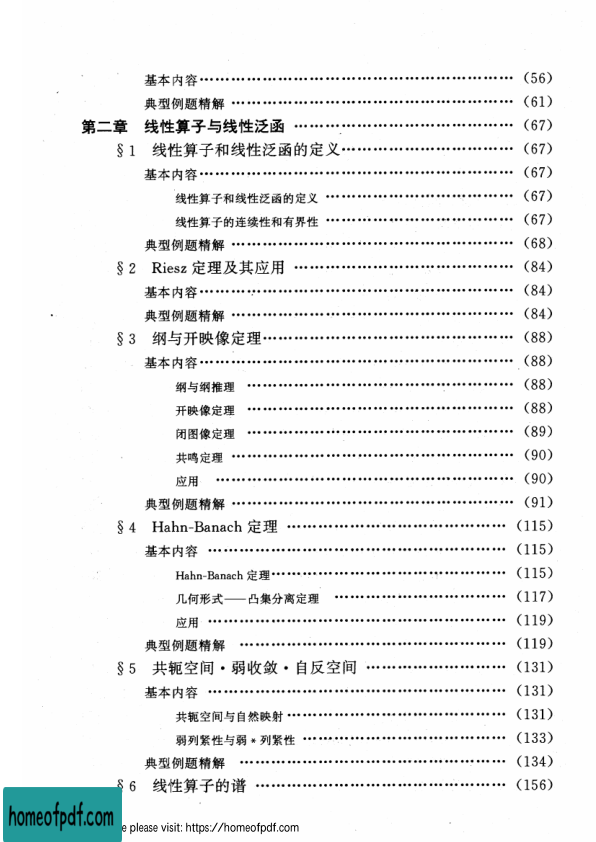 基本内容 …………………………………………………… (56)
典型例题精解 ……………………………………………… (61)
第二章 线性算子与线性泛函 …………………………………… (67)
§1 线性算子和线性泛函的定义 …………………………… (67)
基本内容 …………………………………………………… (67)
线性算子和线性泛函的定义 ……………………………… (67)
线性算子的连续性和有界性 ……………………………… (67)
典型例题精解 ……………………………………………… (68)
§2 Riesz 定理及其应用 …………………………………… (84)
基本内容 …………………………………………………… (84)
典型例题精解 ……………………………………………… (84)
§3 纲与开映像定理 ………………………………………… (88)
基本内容 …………………………………………………… (88)
纲与纲推理 ……………………………………………… (88)
开映像定理 ……………………………………………… (88)
闭图像定理 ……………………………………………… (89)
共鸣定理 ………………………………………………… (90)
应用 ……………………………………………………… (90)
典型例题精解 ……………………………………………… (91)
§4 Hahn-Banach 定理 …………………………………… (115)
基本内容 ………………………………………………… (115)
Hahn-Banach 定理 ……………………………………… (115)
几何形式——凸集分离定理 …………………………… (117)
应用 ……………………………………………………… (119)
典型例题精解 …………………………………………… (119)
§5 共轭空间·弱收敛·自反空间 ………………………… (131)
基本内容 ………………………………………………… (131)
共轭空间与自然映射 …………………………………… (131)
弱列紧性与弱*列紧性 ………………………………… (133)
典型例题精解 …………………………………………… (134)
§6 线性算子的谱 ………………………………………… (156)
homeofpdf.com
e please visit: https://homeofpdf.com